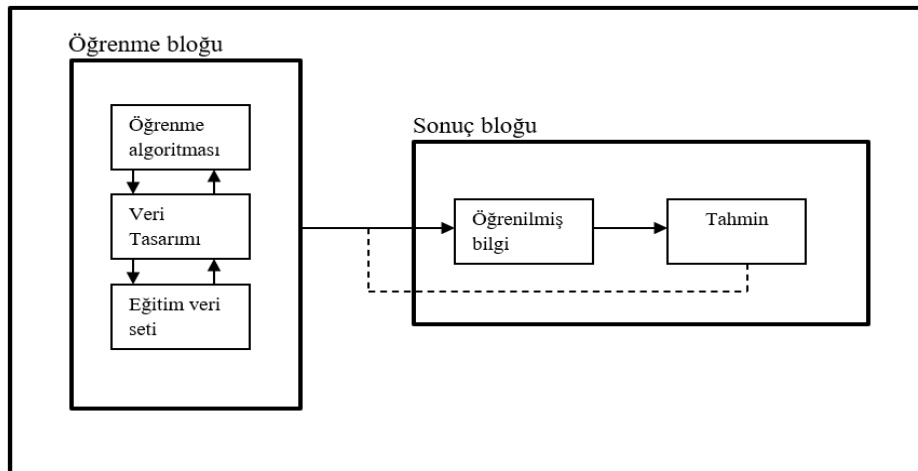 Öğrenme bloğu
Öğrenme
algoritması
Veri
Tasarımı
Eğitim veri
seti
Sonuç bloğu
Öğrenilmiş
bilgi
Tahmin